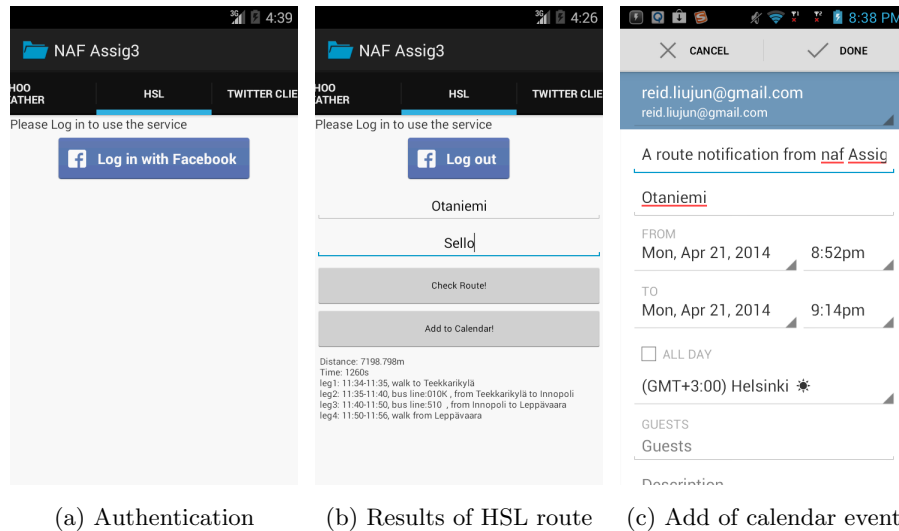 3G 4:39
NAF Assig3
HOO
ATHER
HSL
TWITTER CLIE
Please Log in to use the service
f Log in with Facebook
(a) Authentication
3G 4:26
NAF Assig3
HOO
ATHER
HSL
TWITTER CLIE
Please Log in to use the service
f Log out
Otaniemi
Sello
Check Route!
Add to Calendar!
Distance: 7198.798m
Time: 1260s
leg1: 11:34-11:35, walk to Teekkarikylä
leg2: 11:35-11:40, bus line:010K , from Teekkarikylä to Innopoli
leg3: 11:40-11:50, bus line:510 , from Innopoli to Leppävaara
leg4: 11:50-11:56, walk from Leppävaara
(b) Results of HSL route
8:38 PM
CANCEL
DONE
reid.liujun@gmail.com
reid.liujun@gmail.com
A route notification from naf Assig
Otaniemi
FROM
Mon, Apr 21, 2014 8:52pm
TO
Mon, Apr 21, 2014 9:14pm
ALL DAY
(GMT+3:00) Helsinki
GUESTS
Guests
Description
(c) Add of calendar event